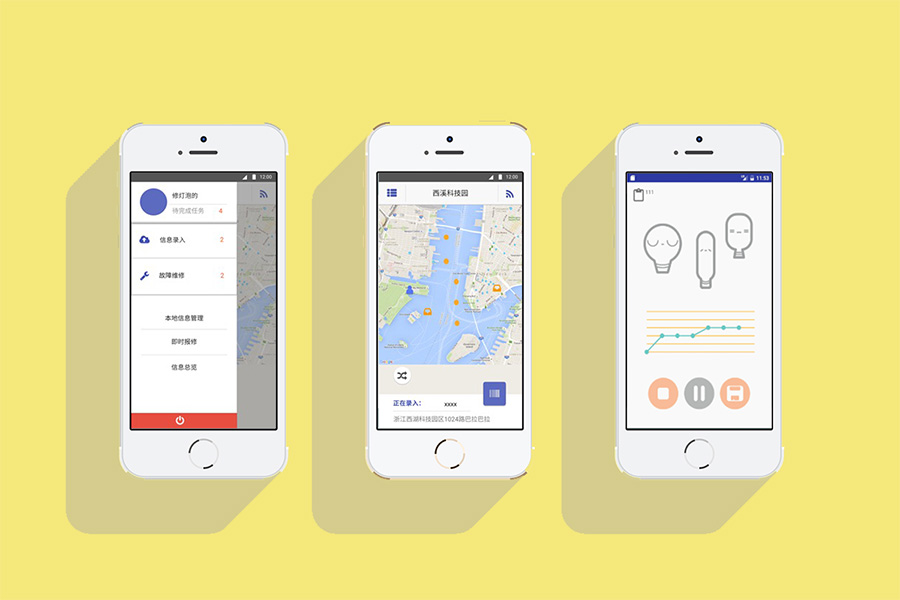 12:00
修灯泡的
待完成任务 4
信息录入 2
故障维修 2
本地信息管理
即时报修
信息总览
12:00
西溪科技园
正在录入: xxxx
浙江西湖科技园区1024路巴拉巴拉
11:53
111